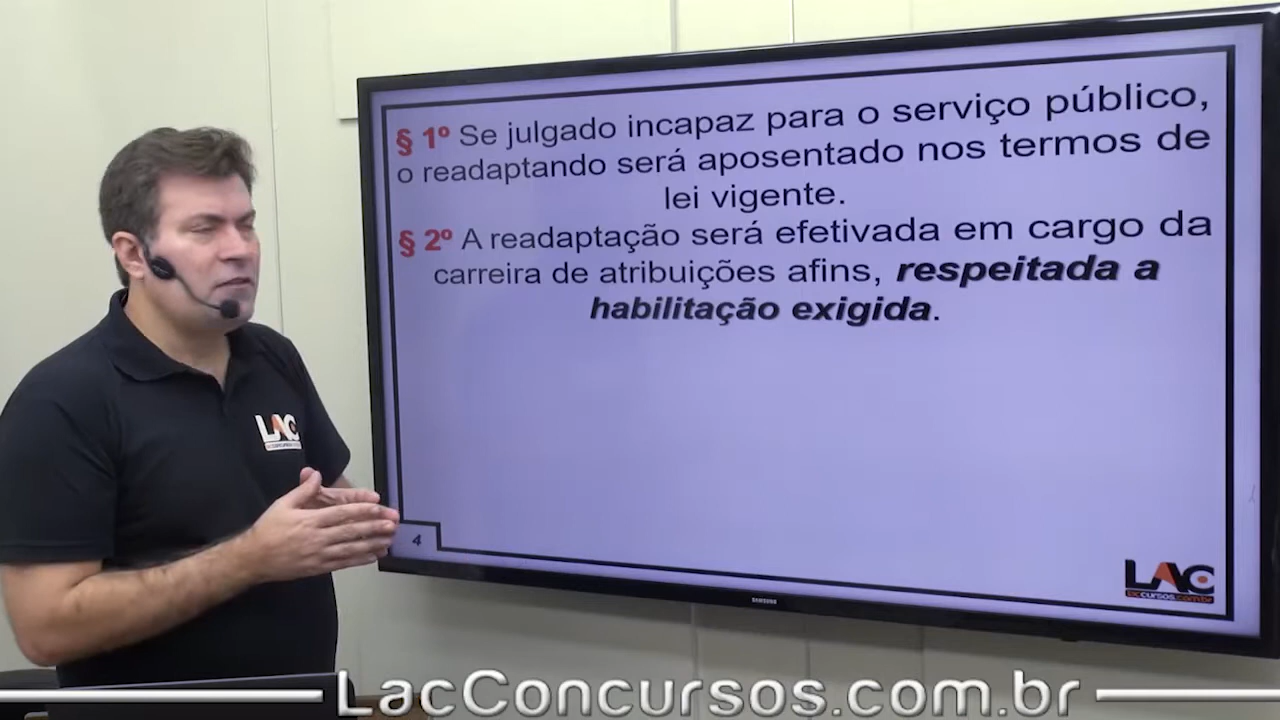 § 1º Se julgado incapaz para o serviço público,
o readaptando será aposentado nos termos de
lei vigente.
§ 2º A readaptação será efetivada em cargo da
carreira de atribuições afins, respeitada a
habilitação exigida.
4
LAC
LAC
SAMSUNG
LacConcursos.com.br